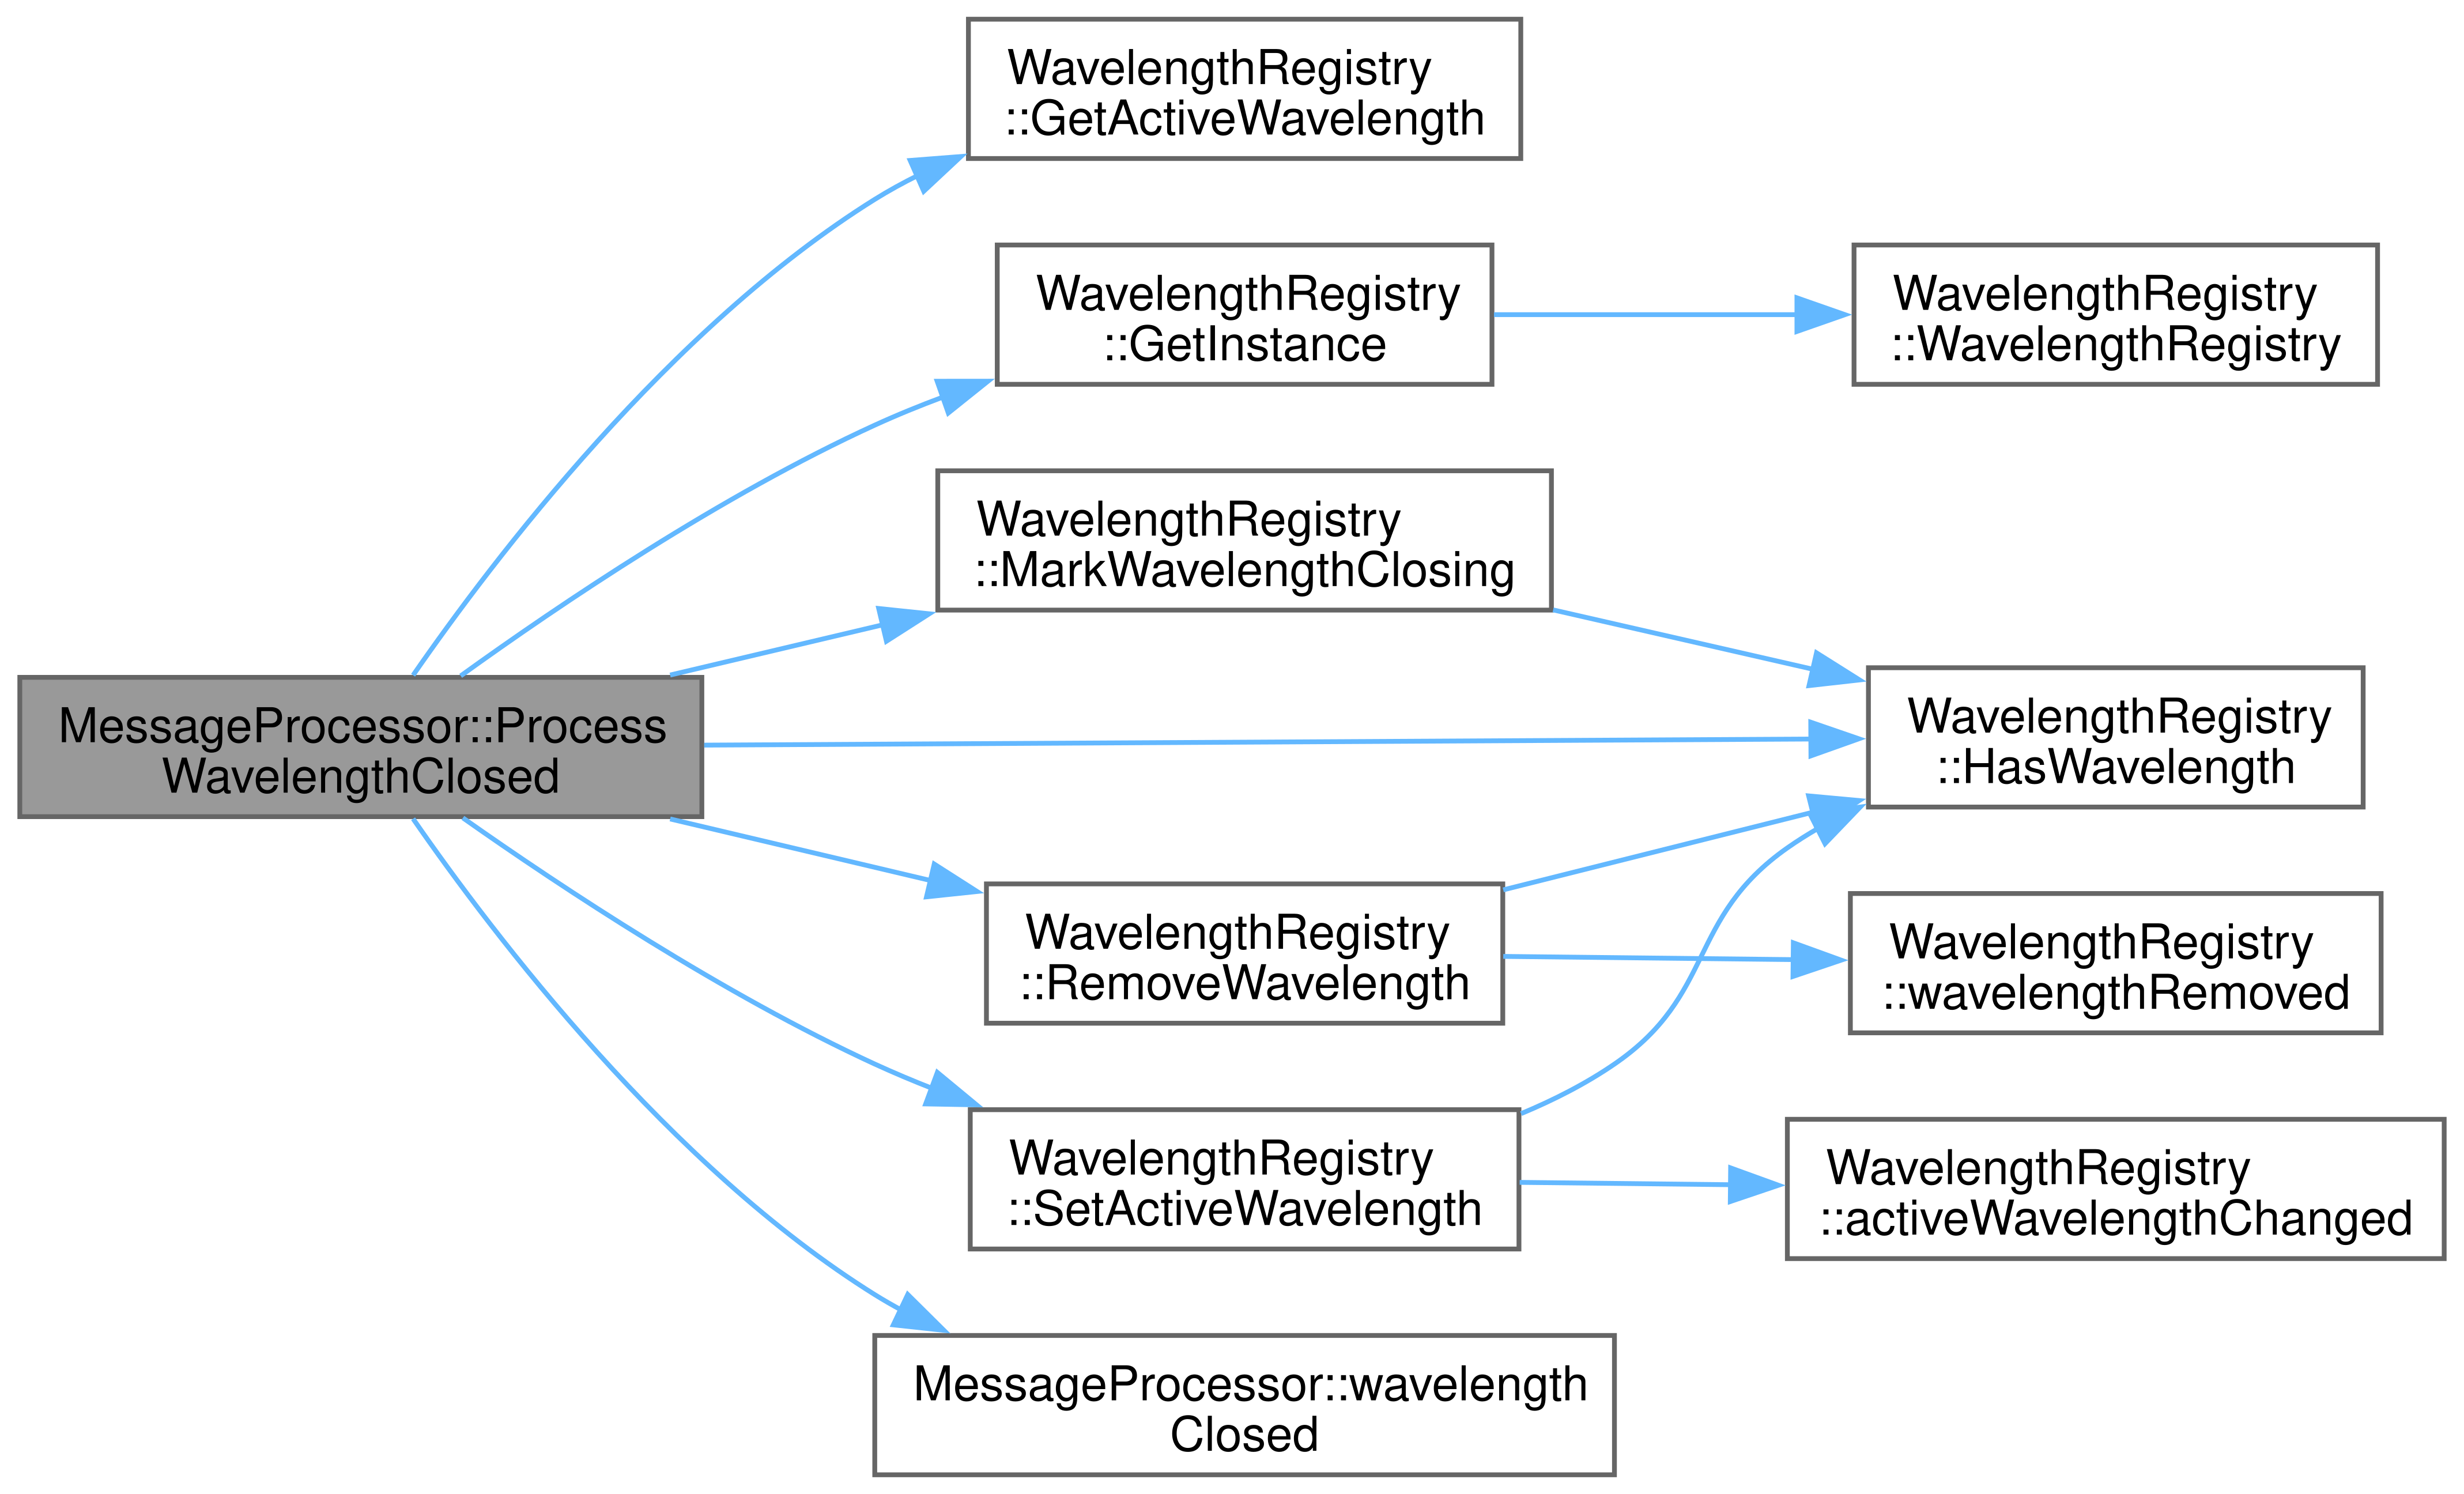 WavelengthRegistry
::GetActiveWavelength
WavelengthRegistry
::GetInstance
WavelengthRegistry
::WavelengthRegistry
WavelengthRegistry
::MarkWavelengthClosing
MessageProcessor::Process
WavelengthClosed
WavelengthRegistry
::HasWavelength
WavelengthRegistry
::RemoveWavelength
WavelengthRegistry
::wavelengthRemoved
WavelengthRegistry
::SetActiveWavelength
WavelengthRegistry
::activeWavelengthChanged
MessageProcessor::wavelength
Closed